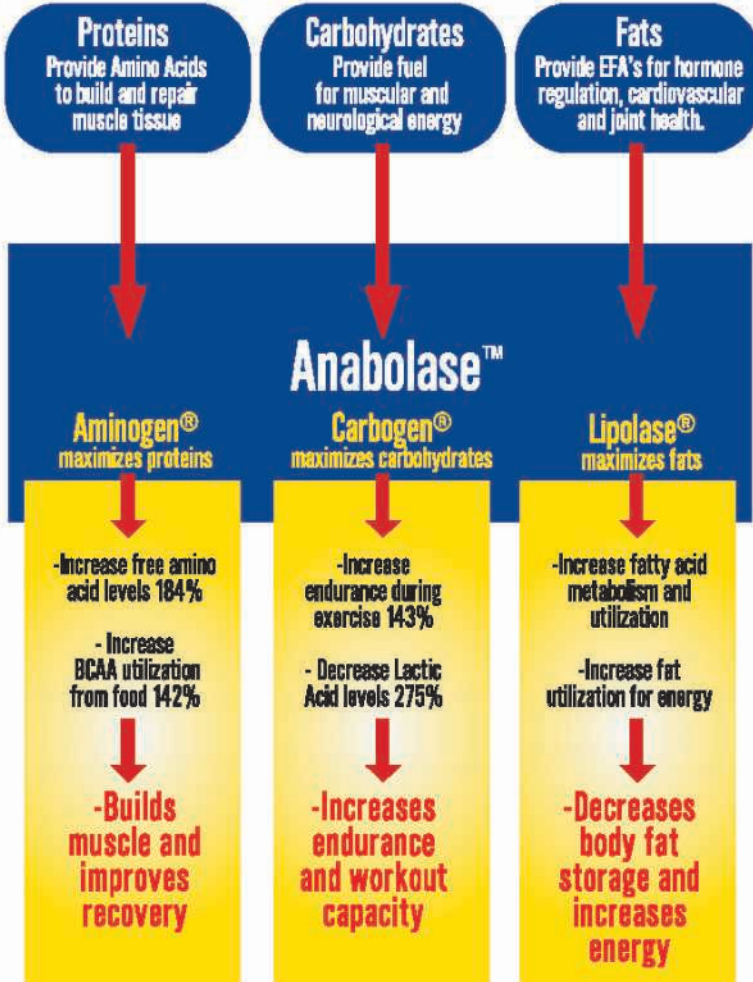 Proteins
Provide Amino Acids
to build and repair
muscle tissue
Carbohydrates
Provide fuel
for muscular and
neurological energy
Fats
Provide EFA's for hormone
regulation, cardiovascular
and joint health.
Anabolase™
Aminogen®
maximizes proteins
Carbogen®
maximizes carbohydrates
Lipolase®
maximizes fats
-Increase free amino
acid levels 184%
- Increase
BCAA utilization
from food 142%
-Builds
muscle and
improves
recovery
-Increase
endurance during
exercise 143%
- Decrease Lactic
Acid levels 275%
-Increases
endurance
and workout
capacity
-Increase fatty acid
metabolism and
utilization
-Increase fat
utilization for energy
-Decreases
body fat
storage and
increases
energy